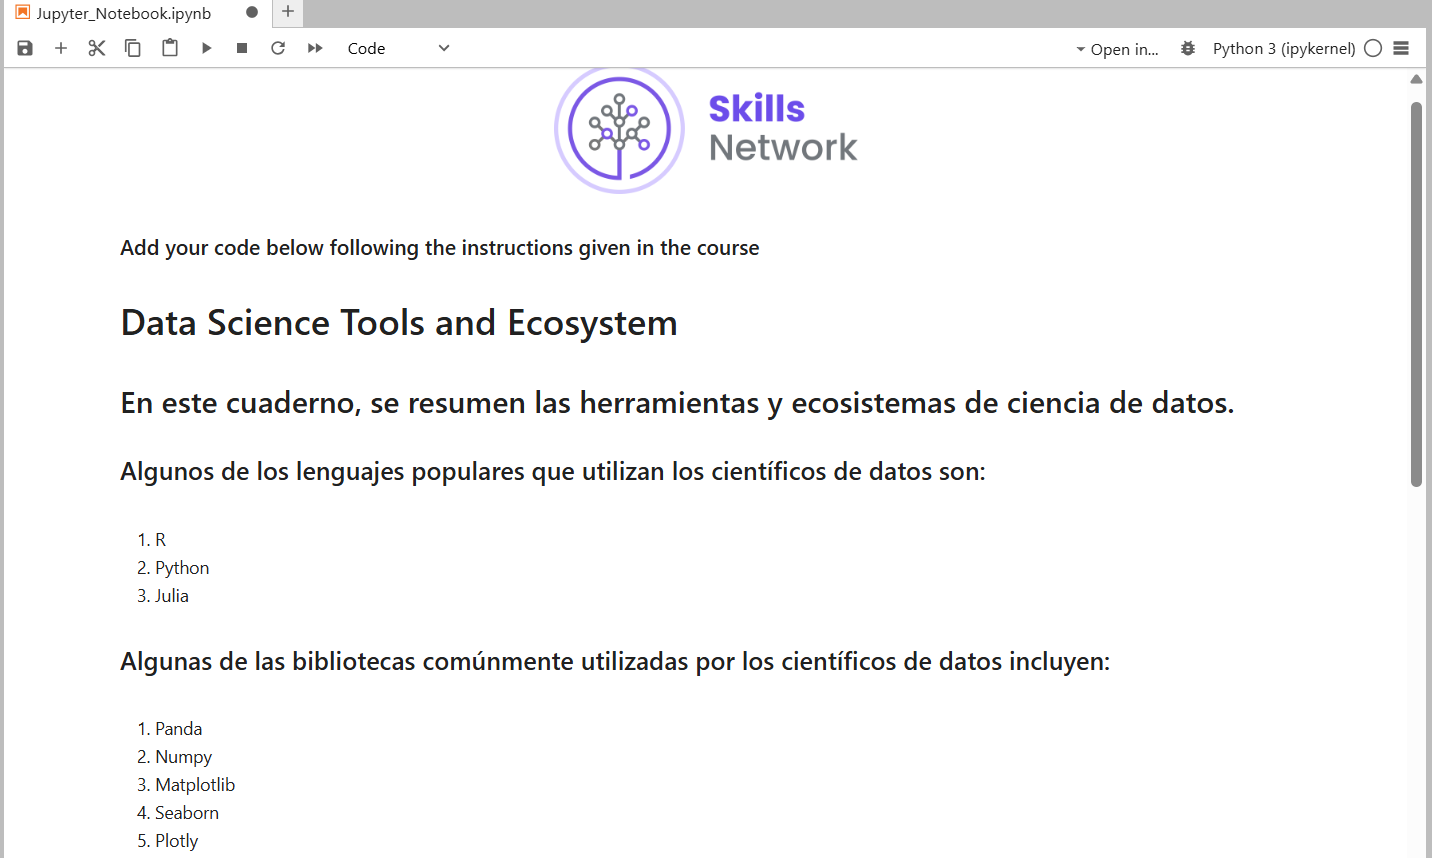 Jupyter_Notebook.ipynb
Code
Open in...
Python 3 (ipykernel)
Skills
Network
Add your code below following the instructions given in the course
Data Science Tools and Ecosystem
En este cuaderno, se resumen las herramientas y ecosistemas de ciencia de datos.
Algunos de los lenguajes populares que utilizan los científicos de datos son:
1. R
2. Python
3. Julia
Algunas de las bibliotecas comúnmente utilizadas por los científicos de datos incluyen:
1. Panda
2. Numpy
3. Matplotlib
4. Seaborn
5. Plotly